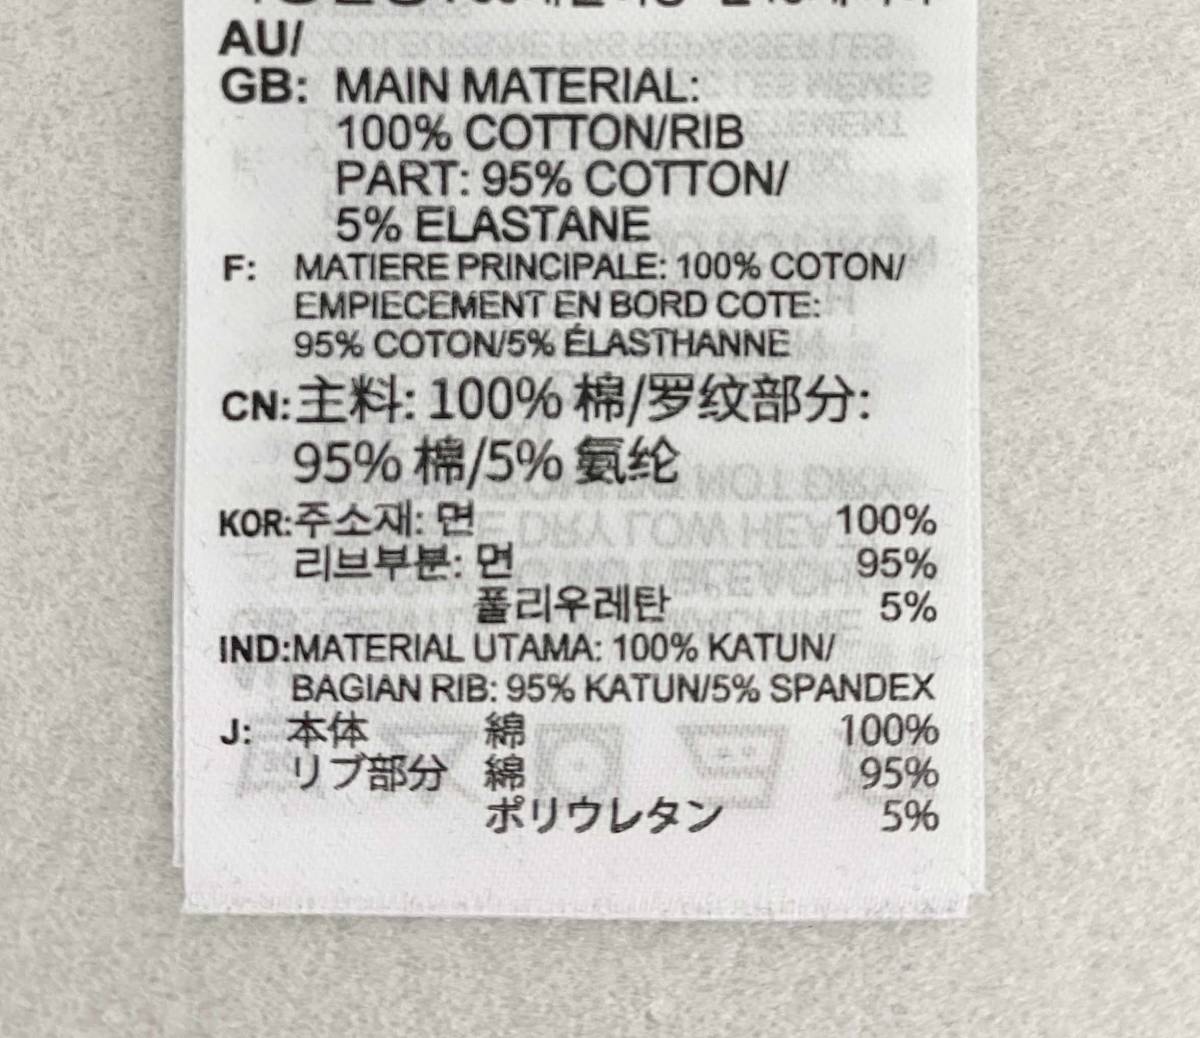 AU/
GB: MAIN MATERIAL:
100% COTTON/RIB
PART: 95% COTTON/
5% ELASTANE
F: MATIERE PRINCIPALE: 100% COTON/
EMPIECEMENT EN BORD COTE:
95% COTON/5% ÉLASTHANNE
CN: 主料: 100% 棉/罗纹部分:
95% 棉/5% 氨纶
KOR: 주소재: 면 100%
리브부분: 면 95%
폴리우레탄 5%
IND: MATERIAL UTAMA: 100% KATUN/
BAGIAN RIB: 95% KATUN/5% SPANDEX
J: 本体 綿 100%
リブ部分 綿 95%
ポリウレタン 5%